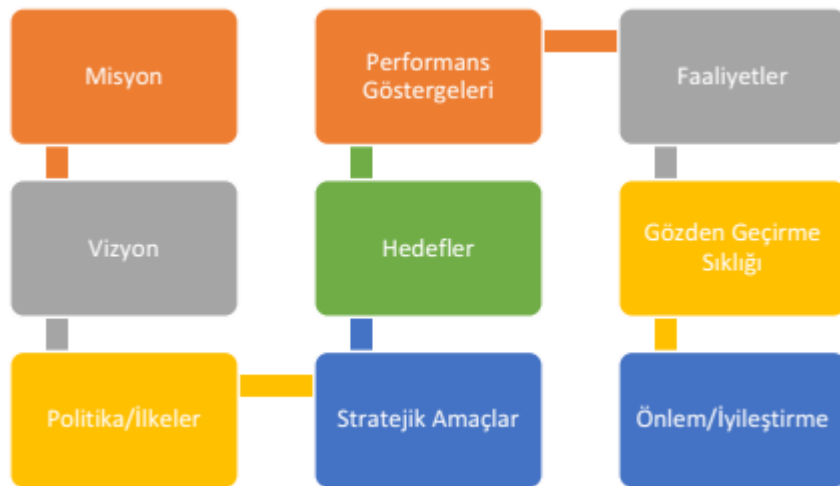 Misyon
Vizyon
Politika/İlkeler
Stratejik Amaçlar
Hedefler
Performans
Göstergeleri
Faaliyetler
Gözden Geçirme
Sıklığı
Önlem/İyileştirme